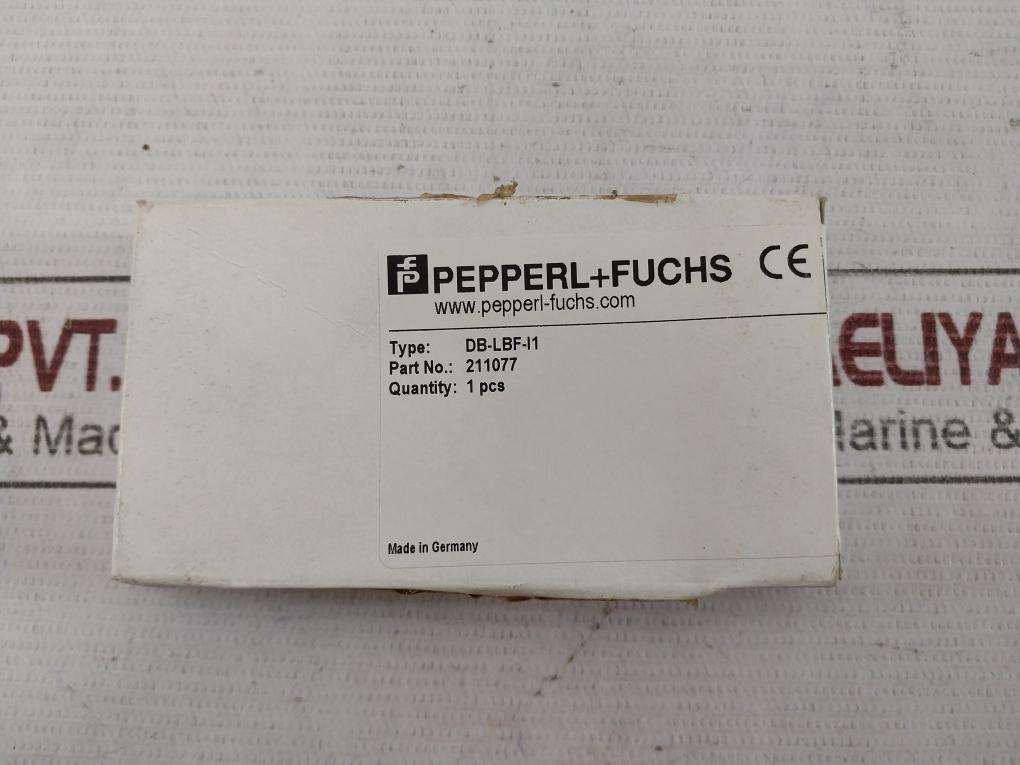 PEPPERL+FUCHS CE
www.pepperl-fuchs.com
Type: DB-LBF-I1
Part No.: 211077
Quantity: 1 pcs
Made in Germany
PVT.
ELIYA
& Mac
arine &